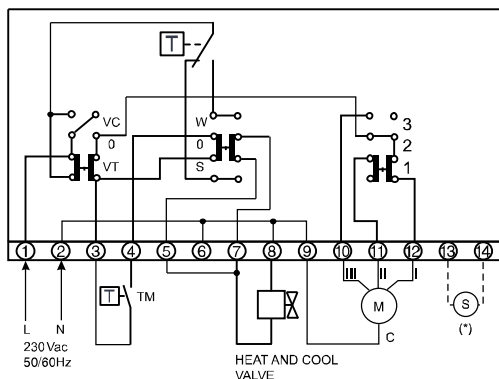 T
VC
0
VT
W
0
S
3
2
1
1 2 3 4 5 6 7 8 9 10 11 12 13 14
L N
230 Vac
50/60Hz
T
TM
HEAT AND COOL
VALVE
III II I
M
C
S
(*)